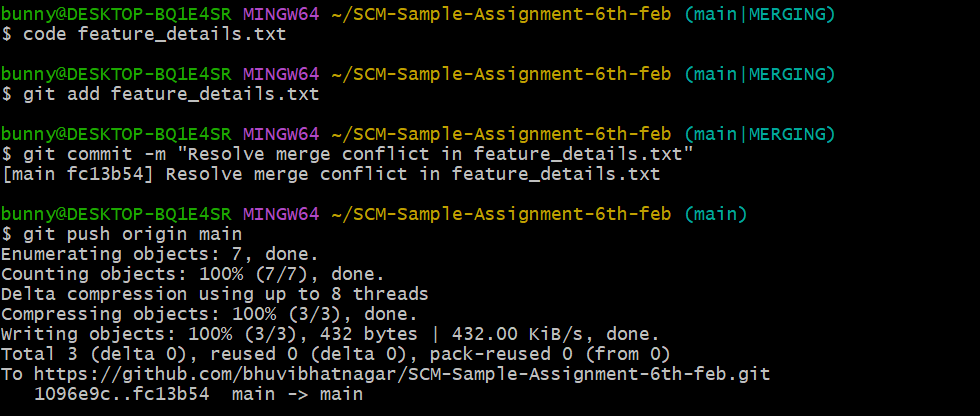 bunny@DESKTOP-BQ1E4SR MINGW64 ~/SCM-Sample-Assignment-6th-feb (main|MERGING)
$ code feature_details.txt
bunny@DESKTOP-BQ1E4SR MINGW64 ~/SCM-Sample-Assignment-6th-feb (main|MERGING)
$ git add feature_details.txt
bunny@DESKTOP-BQ1E4SR MINGW64 ~/SCM-Sample-Assignment-6th-feb (main|MERGING)
$ git commit -m "Resolve merge conflict in feature_details.txt"
[main fc13b54] Resolve merge conflict in feature_details.txt
bunny@DESKTOP-BQ1E4SR MINGW64 ~/SCM-Sample-Assignment-6th-feb (main)
$ git push origin main
Enumerating objects: 7, done.
Counting objects: 100% (7/7), done.
Delta compression using up to 8 threads
Compressing objects: 100% (3/3), done.
Writing objects: 100% (3/3), 432 bytes | 432.00 KiB/s, done.
Total 3 (delta 0), reused 0 (delta 0), pack-reused 0 (from 0)
To https://github.com/bhuvibhatnagar/SCM-Sample-Assignment-6th-feb.git
   1096e9c..fc13b54  main -> main